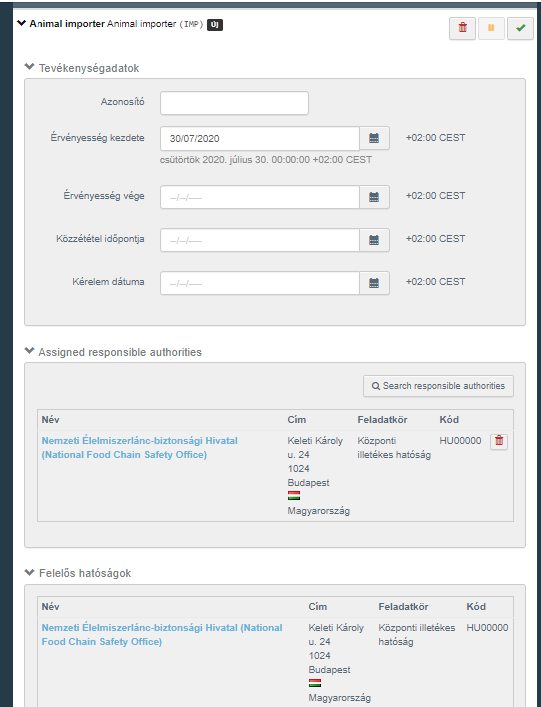 Animal importer Animal importer (IMP) ÚJ
Tevékenységadatok
Azonosító
Érvényesség kezdete 30/07/2020 +02:00 CEST
csütörtök 2020. július 30. 00:00:00 +02:00 CEST
Érvényesség vége --/--/---- +02:00 CEST
Közzététel időpontja --/--/---- +02:00 CEST
Kérelem dátuma --/--/---- +02:00 CEST
Assigned responsible authorities
Search responsible authorities
Név Cím Feladatkör Kód
Nemzeti Élelmiszerlánc-biztonsági Hivatal Keleti Károly Központi HU00000
(National Food Chain Safety Office) u. 24 illetékes hatóság
1024
Budapest
Magyarország
Felelős hatóságok
Név Cím Feladatkör Kód
Nemzeti Élelmiszerlánc-biztonsági Hivatal (National Keleti Károly Központi illetékes HU00000
Food Chain Safety Office) u. 24 hatóság
1024
Budapest
Magyarország